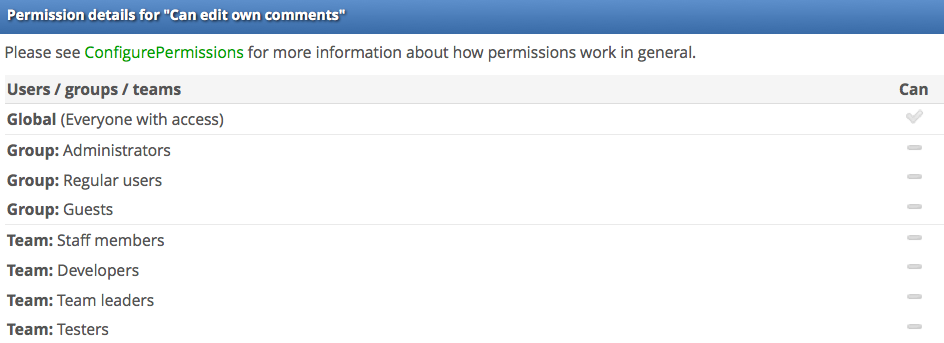 Permission details for "Can edit own comments"
Please see ConfigurePermissions for more information about how permissions work in general.
Users / groups / teams Can
Global (Everyone with access)
Group: Administrators
Group: Regular users
Group: Guests
Team: Staff members
Team: Developers
Team: Team leaders
Team: Testers